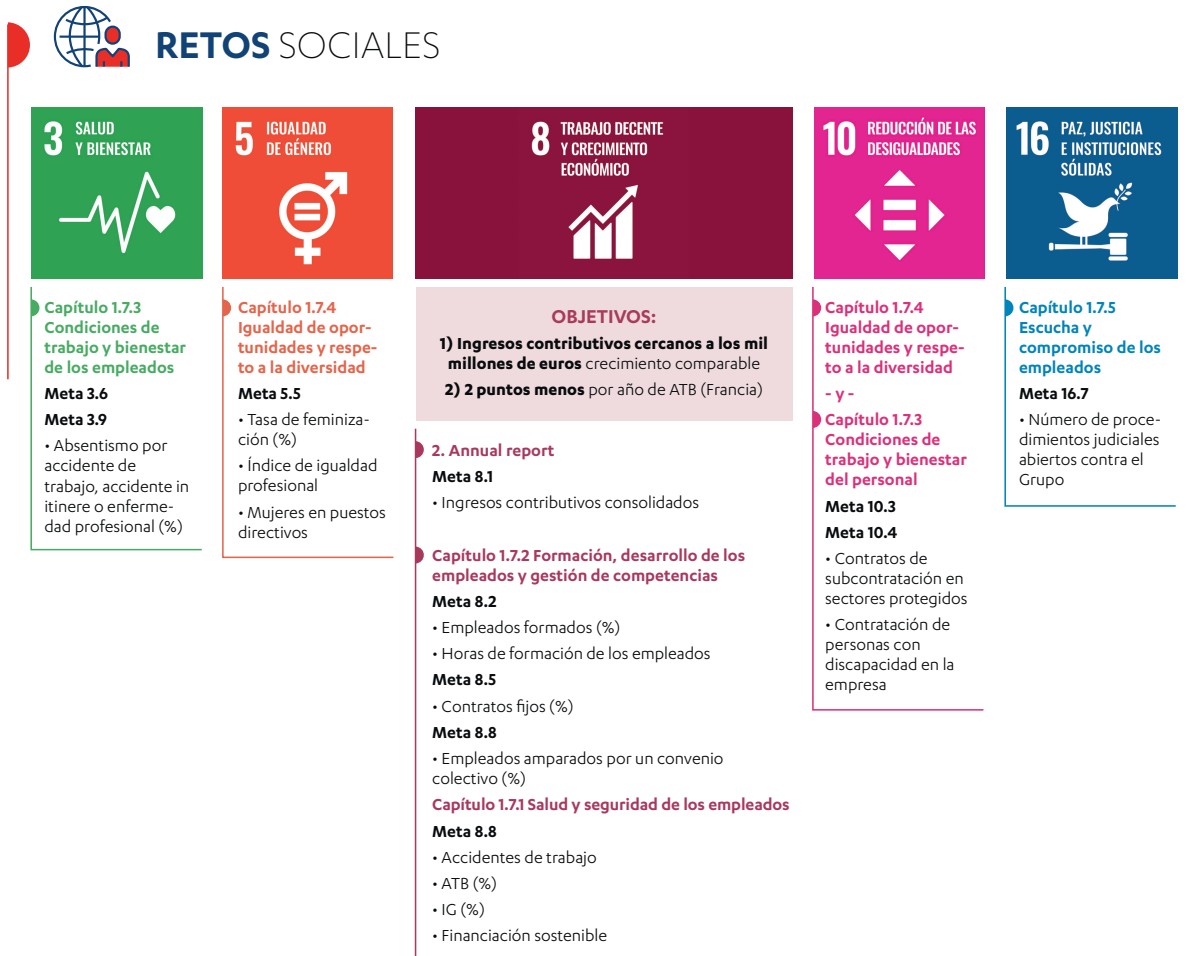 RETOS SOCIALES
3 SALUD
Y BIENESTAR
Capítulo 1.7.3
Condiciones de
trabajo y bienestar
de los empleados
Meta 3.6
Meta 3.9
• Absentismo por
accidente de
trabajo, accidente in
itinere o enferme-
dad profesional (%)
5 IGUALDAD
DE GÉNERO
Capítulo 1.7.4
Igualdad de opor-
tunidades y respe-
to a la diversidad
Meta 5.5
• Tasa de feminiza-
ción (%)
• Índice de igualdad
profesional
• Mujeres en puestos
directivos
8 TRABAJO DECENTE
Y CRECIMIENTO
ECONÓMICO
OBJETIVOS:
1) Ingresos contributivos cercanos a los mil
millones de euros crecimiento comparable
2) 2 puntos menos por año de ATB (Francia)
2. Annual report
Meta 8.1
• Ingresos contributivos consolidados
Capítulo 1.7.2 Formación, desarrollo de los
empleados y gestión de competencias
Meta 8.2
• Empleados formados (%)
• Horas de formación de los empleados
Meta 8.5
• Contratos fijos (%)
Meta 8.8
• Empleados amparados por un convenio
colectivo (%)
Capítulo 1.7.1 Salud y seguridad de los empleados
Meta 8.8
• Accidentes de trabajo
• ATB (%)
• IG (%)
• Financiación sostenible
10 REDUCCIÓN DE LAS
DESIGUALDADES
Capítulo 1.7.4
Igualdad de opor-
tunidades y respe-
to a la diversidad
- y -
Capítulo 1.7.3
Condiciones de
trabajo y bienestar
del personal
Meta 10.3
Meta 10.4
• Contratos de
subcontratación en
sectores protegidos
• Contratación de
personas con
discapacidad en la
empresa
16 PAZ, JUSTICIA
E INSTITUCIONES
SÓLIDAS
Capítulo 1.7.5
Escucha y
compromiso de los
empleados
Meta 16.7
• Número de proce-
dimientos judiciales
abiertos contra el
Grupo